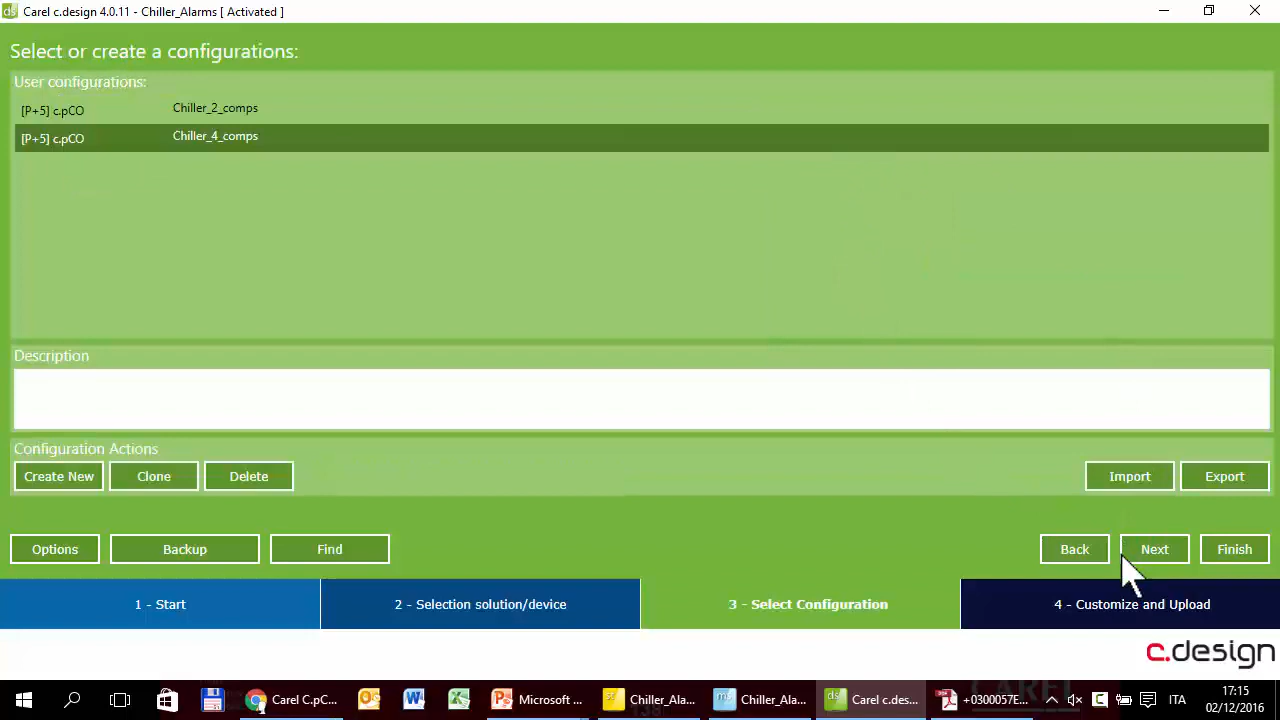 ds Carel c.design 4.0.11 - Chiller_Alarms [ Activated ]
Select or create a configurations:
User configurations:
[P+5] c.pCO Chiller_2_comps
[P+5] c.pCO Chiller_4_comps
Description
Configuration Actions
Create New Clone Delete Import Export
Options Backup Find Back Next Finish
1 - Start 2 - Selection solution/device 3 - Select Configuration 4 - Customize and Upload
c.design
Carel C.pC... Microsoft ... Chiller_Ala... Chiller_Ala... Carel c.des... +0300057E... ITA 17:15
02/12/2016